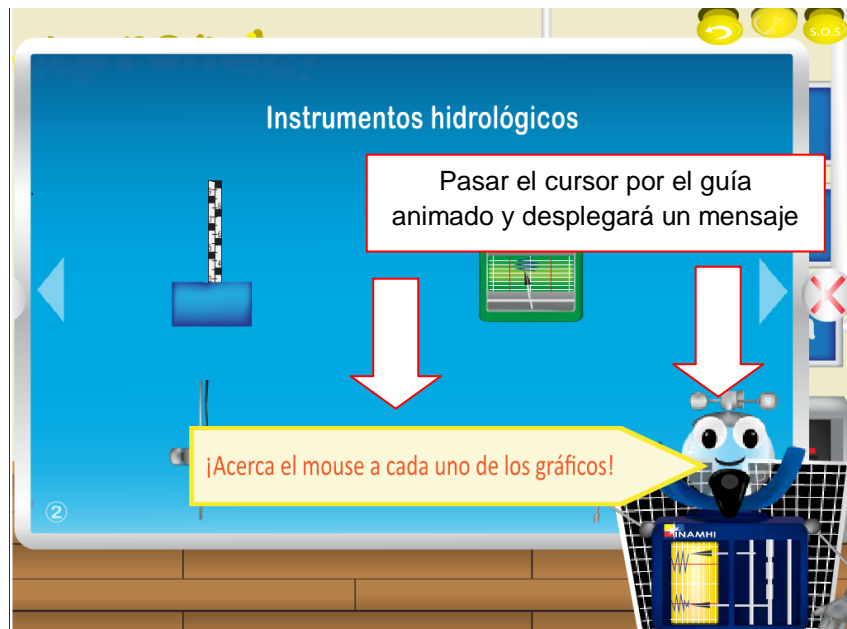 Aprende
S.O.S
Instrumentos hidrológicos
Pasar el cursor por el guía
animado y desplegará un mensaje
¡Acerca el mouse a cada uno de los gráficos!
2
INAMHI